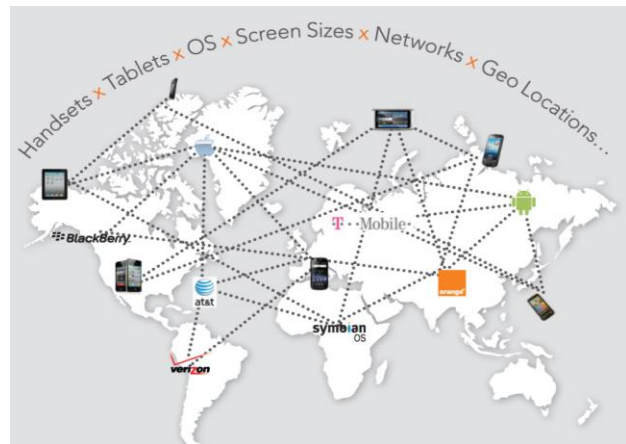 Handsets x Tablets x OS x Screen Sizes x Networks x Geo Locations...
T · Mobile·
BlackBerry
at&t
orange
symbian
OS
verizon